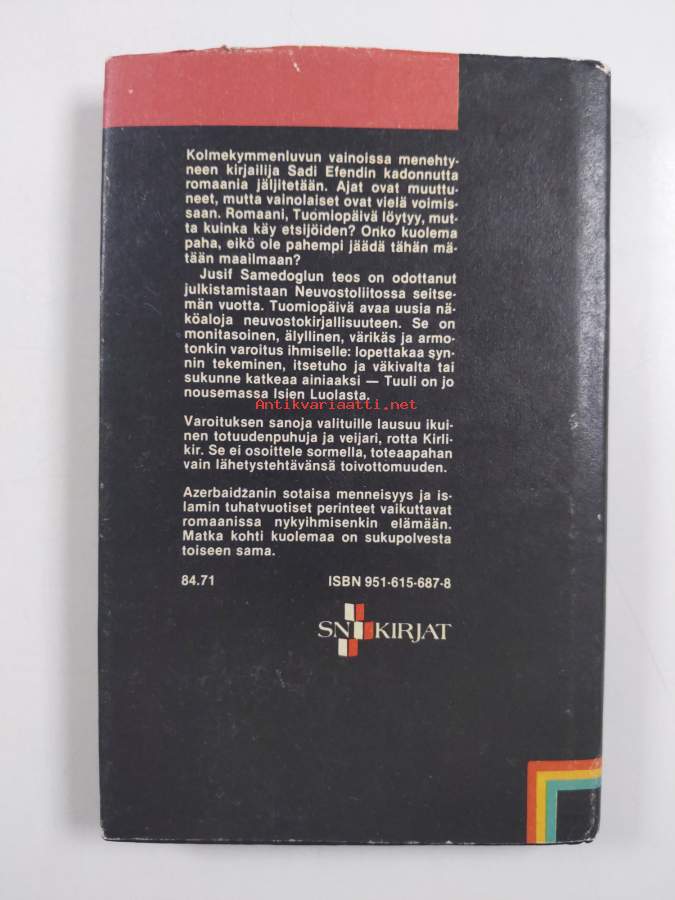 Kolmekymmenluvun vainoissa menehty-
neen kirjailija Sadi Efendin kadonnutta
romaania jäljitetään. Ajat ovat muuttu-
neet, mutta vainolaiset ovat vielä voimis-
saan. Romaani, Tuomiopäivä löytyy, mut-
ta kuinka käy etsijöiden? Onko kuolema
paha, eikö ole pahempi jäädä tähän mä-
tään maailmaan?
Jusif Samedoglun teos on odottanut
julkistamistaan Neuvostoliitossa seitse-
män vuotta. Tuomiopäivä avaa uusia nä-
köaloja neuvostokirjallisuuteen. Se on
monitasoinen, älyllinen, värikäs ja armo-
tonkin varoitus ihmiselle: lopettakaa syn-
nin tekeminen, itsetuho ja väkivalta tai
sukunne katkeaa ainiaaksi — Tuuli on jo
nousemassa Isien Luolasta.
Antikvariaatti.net
Varoituksen sanoja valituille lausuu ikui-
nen totuudenpuhuja ja veijari, rotta Kirli-
kir. Se ei osoittele sormella, toteaapahan
vain lähetystehtävänsä toivottomuuden.
Azerbaidžanin sotaisa menneisyys ja is-
lamin tuhatvuotiset perinteet vaikuttavat
romaanissa nykyihmisenkin elämään.
Matka kohti kuolemaa on sukupolvesta
toiseen sama.
84.71 ISBN 951-615-687-8
SN KIRJAT